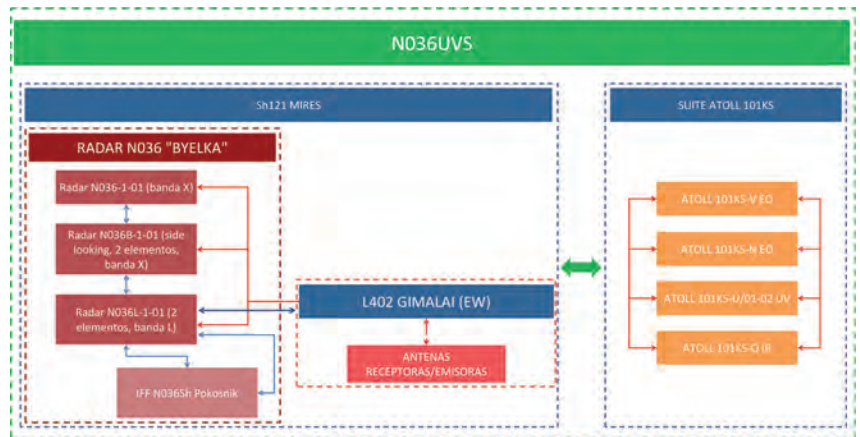 N036UVS
Sh121 MIRES
SUITE ATOLL 101KS
RADAR N036 "BYELKA"
Radar N036-1-01 (banda X)
Radar N036B-1-01 (side
looking, 2 elementos,
banda X)
Radar N036L-1-01 (2
elementos, banda L)
IFF N036Sh Pokosnik
L402 GIMALAI (EW)
ANTENAS
RECEPTORAS/EMISORAS
ATOLL 101KS-V EO
ATOLL 101KS-N EO
ATOLL 101KS-U/01-02 UV
ATOLL 101KS-O IR